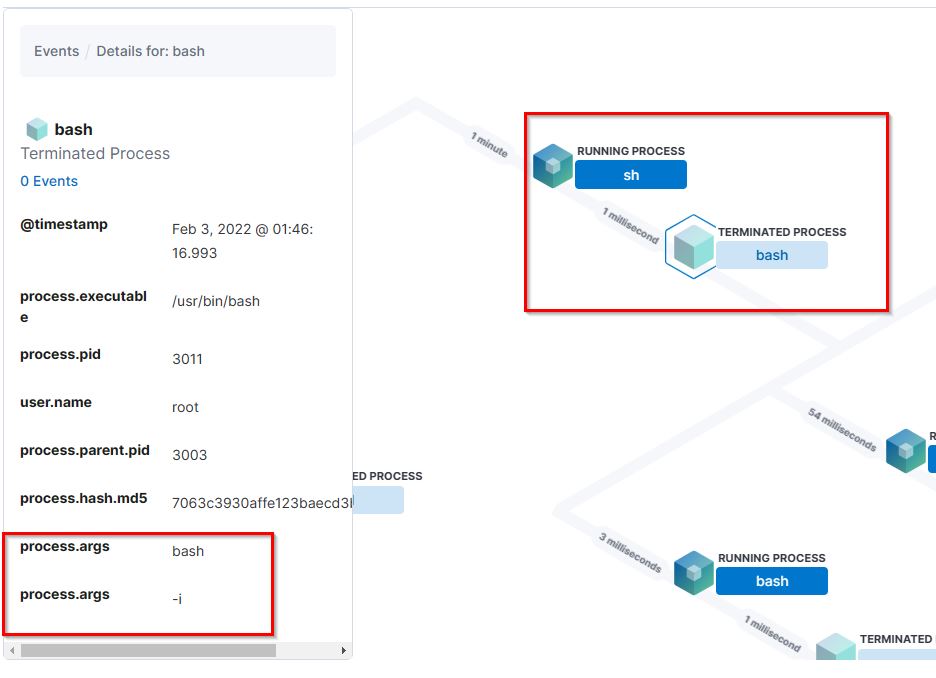 Events / Details for: bash
bash
Terminated Process
0 Events
@timestamp
Feb 3, 2022 @ 01:46:
16.993
process.executabl
e
/usr/bin/bash
process.pid
3011
user.name
root
process.parent.pid
3003
process.hash.md5
7063c3930affe123baecd3
process.args
bash
process.args
-i
1 minute
RUNNING PROCESS
sh
1 millisecond
TERMINATED PROCESS
bash
54 milliseconds
ED PROCESS
3 milliseconds
RUNNING PROCESS
bash
1 millisecond
TERMINATED